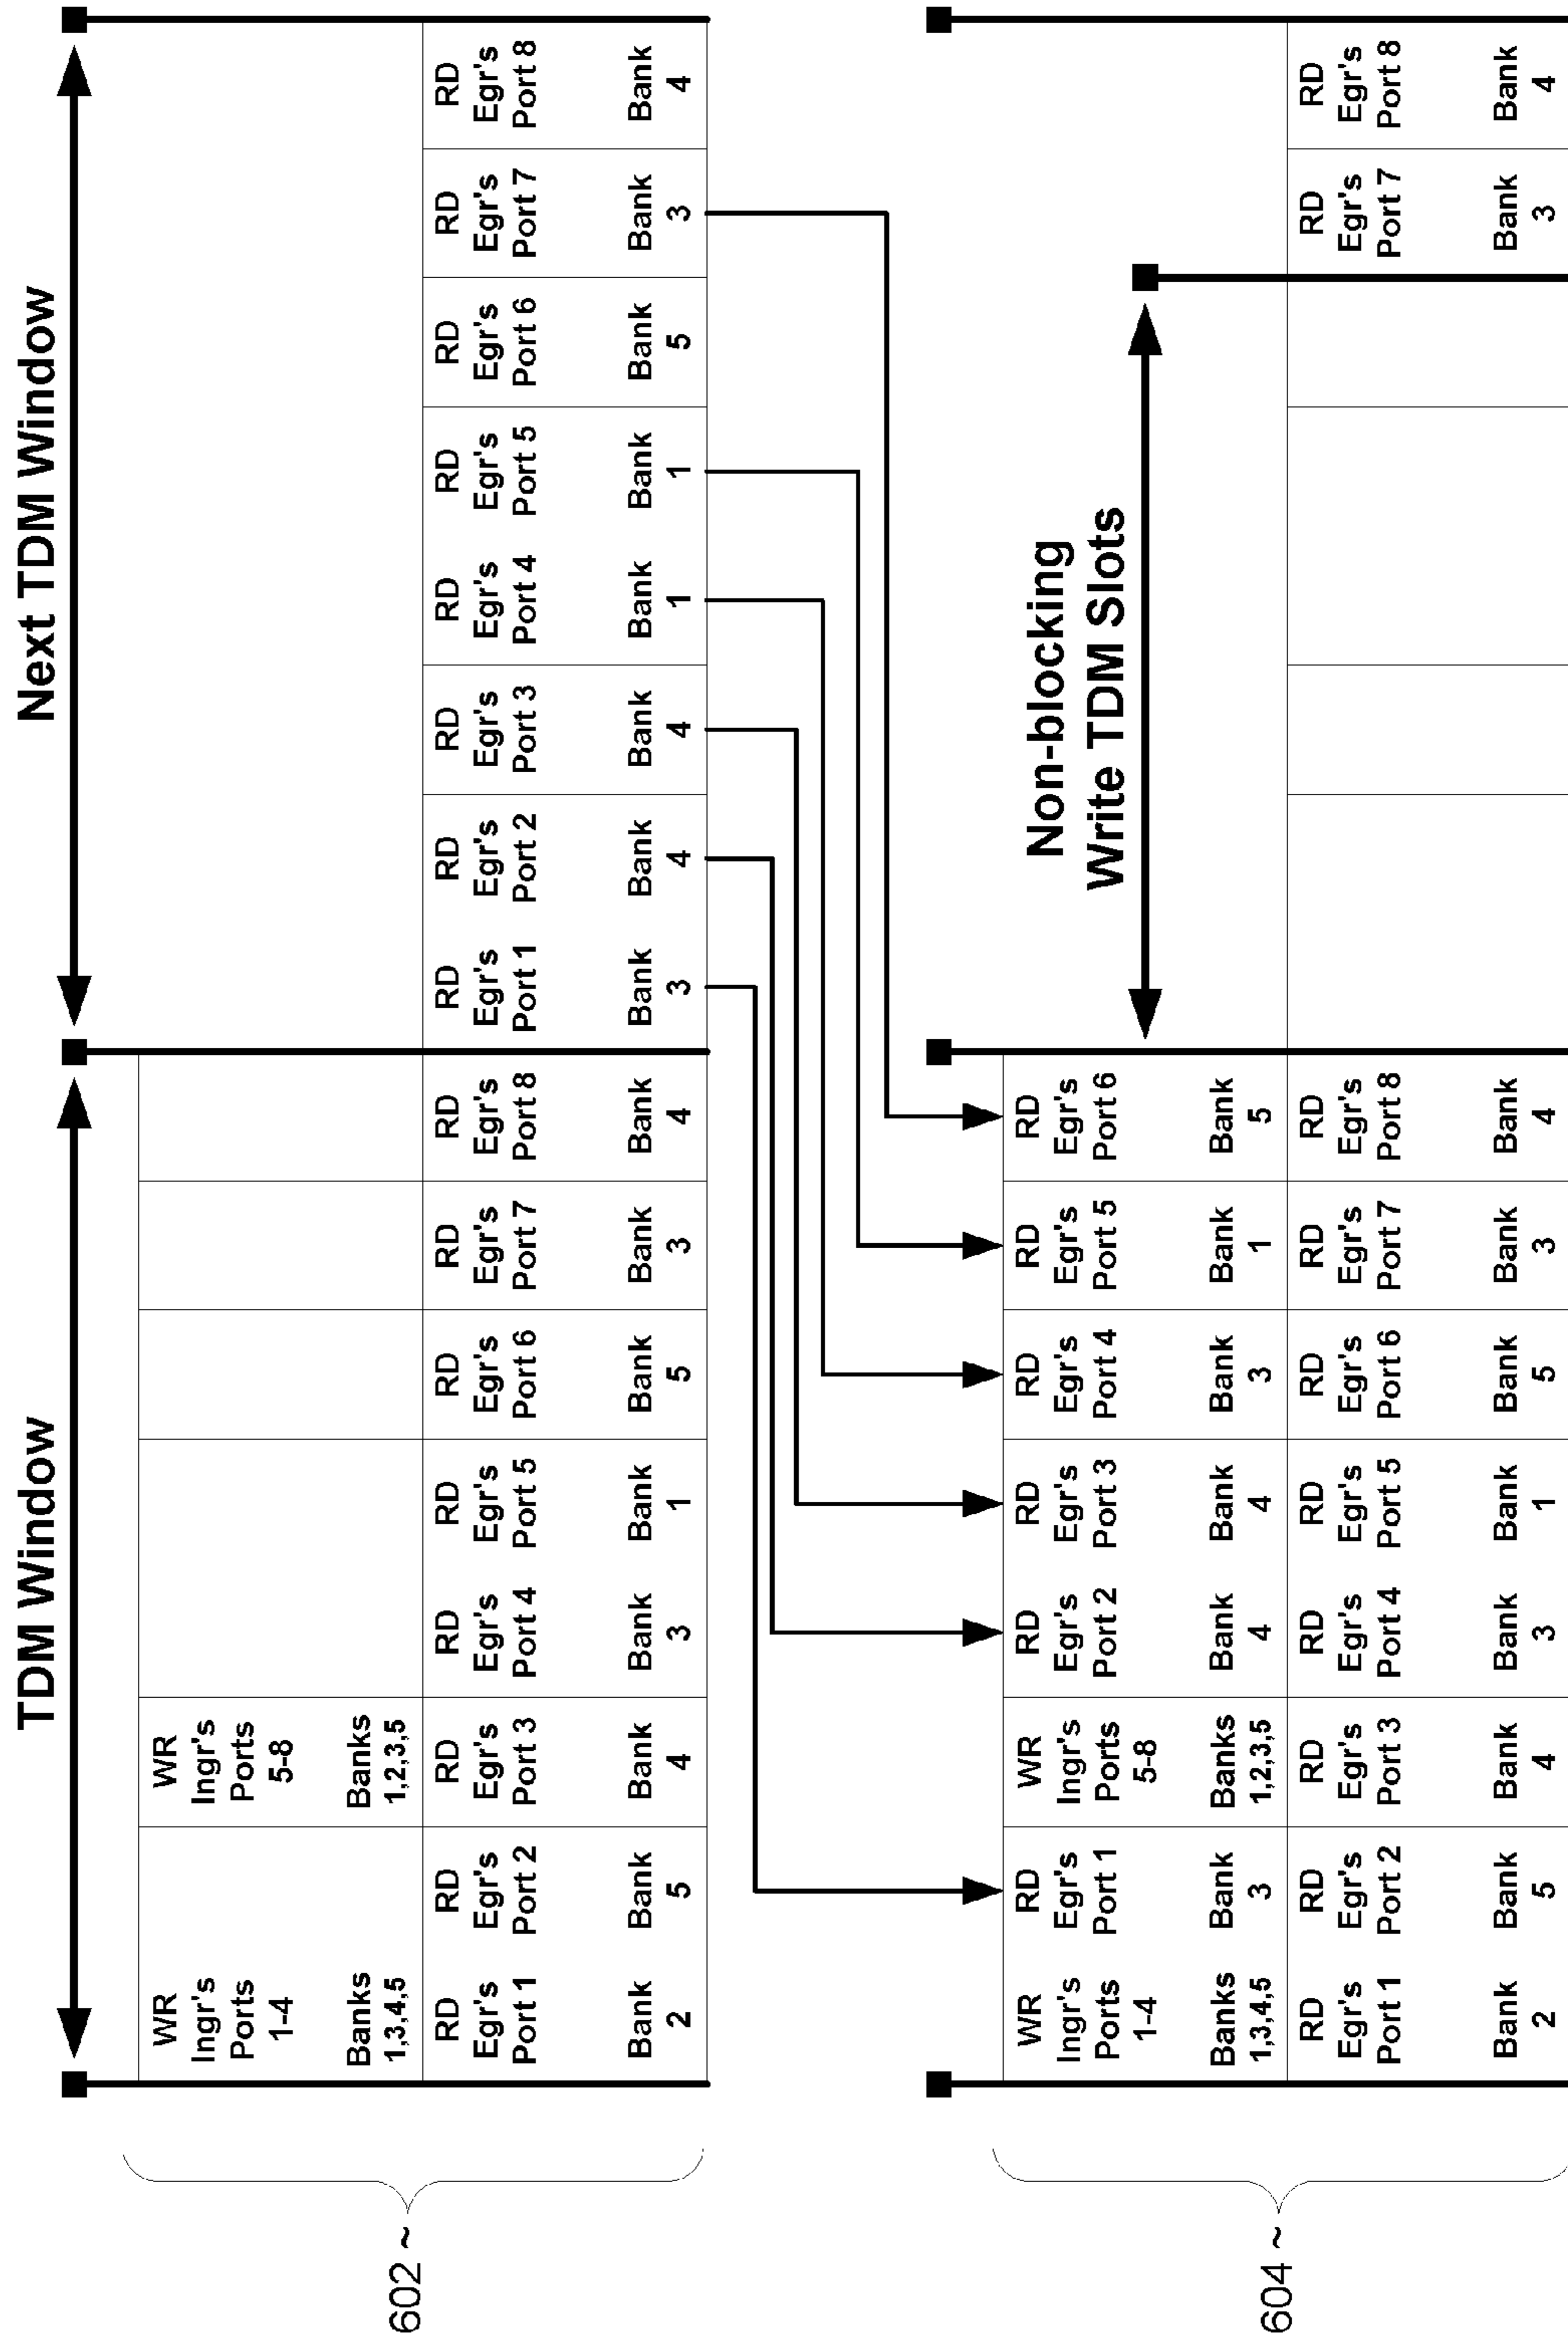 TDM Window
Next TDM Window
602 ~
WR
Ingr's
Ports
1-4
Banks
1,3,4,5
WR
Ingr's
Ports
5-8
Banks
1,2,3,5
RD
Egr's
Port 1
Bank
2
RD
Egr's
Port 2
Bank
5
RD
Egr's
Port 3
Bank
4
RD
Egr's
Port 4
Bank
3
RD
Egr's
Port 5
Bank
1
RD
Egr's
Port 6
Bank
5
RD
Egr's
Port 7
Bank
3
RD
Egr's
Port 8
Bank
4
RD
Egr's
Port 1
Bank
3
RD
Egr's
Port 2
Bank
4
RD
Egr's
Port 3
Bank
4
RD
Egr's
Port 4
Bank
1
RD
Egr's
Port 5
Bank
1
RD
Egr's
Port 6
Bank
5
RD
Egr's
Port 7
Bank
3
RD
Egr's
Port 8
Bank
4
604 ~
WR
Ingr's
Ports
1-4
Banks
1,3,4,5
RD
Egr's
Port 1
Bank
3
WR
Ingr's
Ports
5-8
Banks
1,2,3,5
RD
Egr's
Port 2
Bank
4
RD
Egr's
Port 3
Bank
4
RD
Egr's
Port 4
Bank
3
RD
Egr's
Port 5
Bank
1
RD
Egr's
Port 6
Bank
5
Non-blocking
Write TDM Slots
RD
Egr's
Port 1
Bank
2
RD
Egr's
Port 2
Bank
5
RD
Egr's
Port 3
Bank
4
RD
Egr's
Port 4
Bank
3
RD
Egr's
Port 5
Bank
1
RD
Egr's
Port 6
Bank
5
RD
Egr's
Port 7
Bank
3
RD
Egr's
Port 8
Bank
4
RD
Egr's
Port 7
Bank
3
RD
Egr's
Port 8
Bank
4